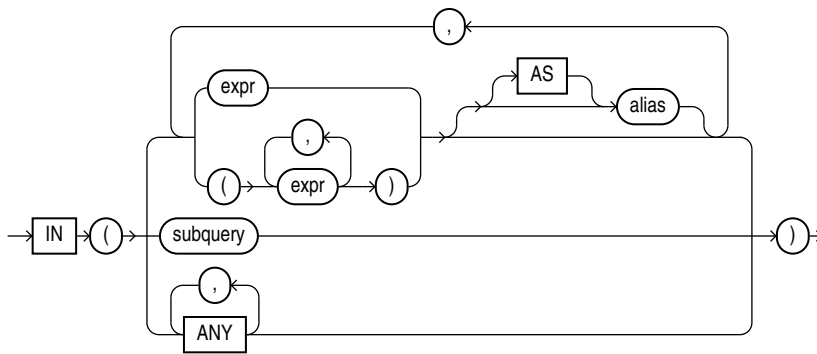 ,
expr
AS
alias
,
( expr )
IN ( subquery )
,
ANY